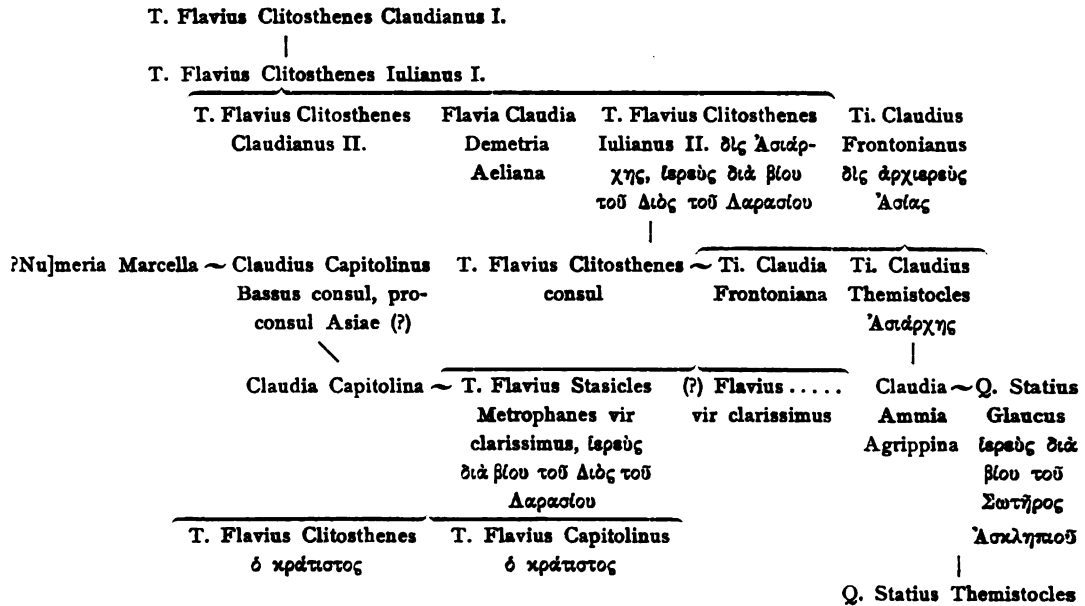 T. Flavius Clitosthenes Claudianus I.
T. Flavius Clitosthenes Iulianus I.
T. Flavius Clitosthenes Flavia Claudia T. Flavius Clitosthenes Ti. Claudius
Claudianus II. Demetria Iulianus II. δὶς Ἀσιάρ- Frontonianus
Aeliana χης, ἱερεὺς διὰ βίου δὶς ἀρχιερεὺς
τοῦ Διὸς τοῦ Λαρασίου Ἀσίας
?Nu]meria Marcella ~ Claudius Capitolinus T. Flavius Clitosthenes ~ Ti. Claudia Ti. Claudius
Bassus consul, pro- consul Frontoniana Themistocles
consul Asiae (?) Ἀσιάρχης
Claudia Capitolina ~ T. Flavius Stasicles (?) Flavius ..... Claudia ~ Q. Statius
Metrophanes vir vir clarissimus Ammia Glaucus
clarissimus, ἱερεὺς Agrippina ἱερεὺς διὰ
διὰ βίου τοῦ Διὸς τοῦ βίου τοῦ
Λαρασίου Σωτῆρος
T. Flavius Clitosthenes T. Flavius Capitolinus Ἀσκληπιοῦ
ὁ κράτιστος ὁ κράτιστος
Q. Statius Themistocles